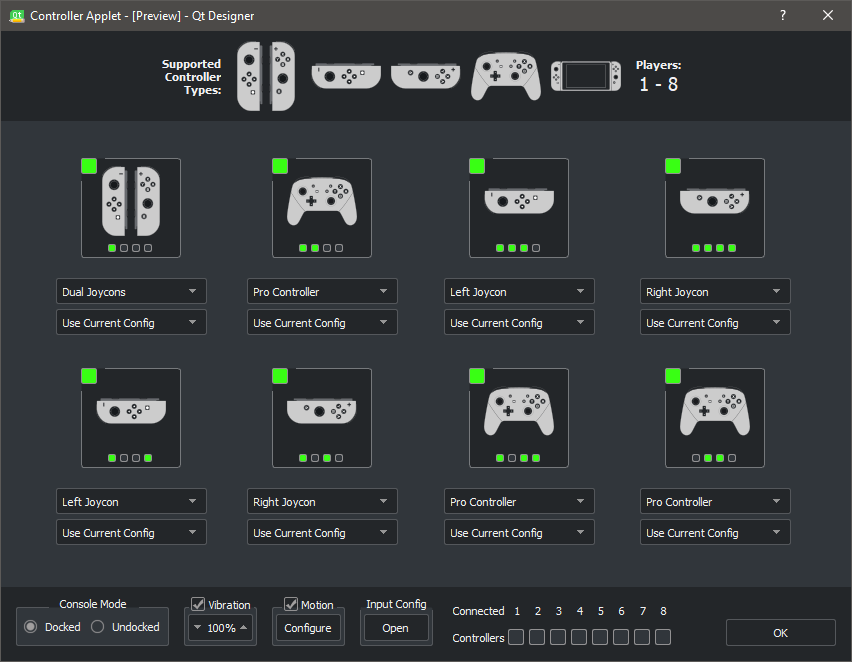 Controller Applet - [Preview] - Qt Designer
?
Supported
Controller
Types:
Players:
1 - 8
Dual Joycons
Pro Controller
Left Joycon
Right Joycon
Use Current Config
Use Current Config
Use Current Config
Use Current Config
Left Joycon
Right Joycon
Pro Controller
Pro Controller
Use Current Config
Use Current Config
Use Current Config
Use Current Config
Console Mode
Docked
Undocked
Vibration
100%
Motion
Configure
Input Config
Open
Connected 1 2 3 4 5 6 7 8
Controllers
OK